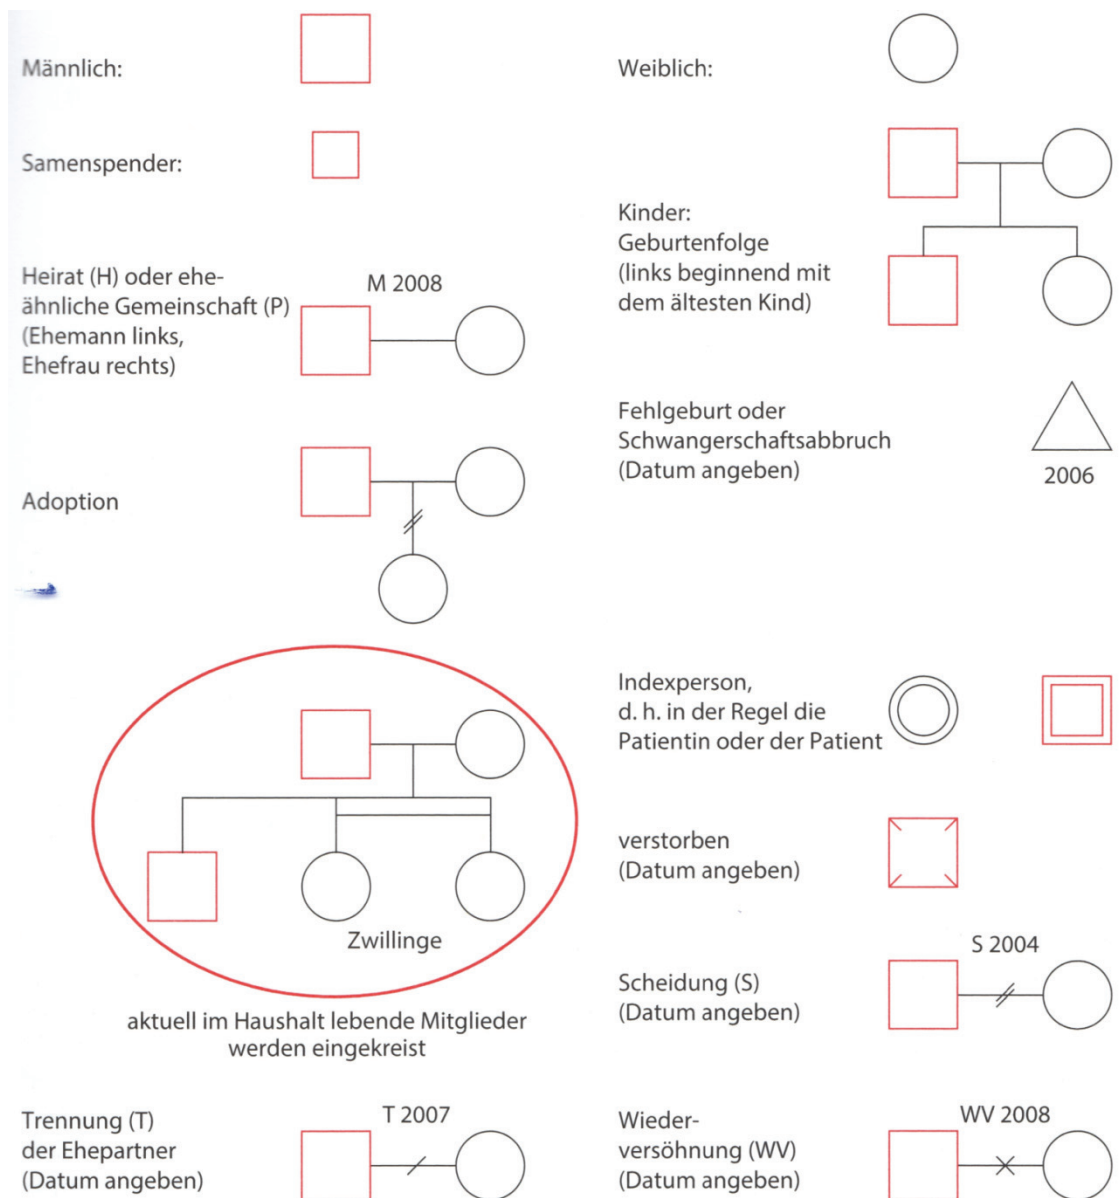 Männlich:
Weiblich:
Samenspender:
Kinder:
Geburtenfolge
(links beginnend mit
dem ältesten Kind)
Heirat (H) oder ehe-
ähnliche Gemeinschaft (P)
(Ehemann links,
Ehefrau rechts)
M 2008
Fehlgeburt oder
Schwangerschaftsabbruch
(Datum angeben)
2006
Adoption
Zwillinge
aktuell im Haushalt lebende Mitglieder
werden eingekreist
Indexperson,
d. h. in der Regel die
Patientin oder der Patient
verstorben
(Datum angeben)
Scheidung (S)
(Datum angeben)
S 2004
Trennung (T)
der Ehepartner
(Datum angeben)
T 2007
Wieder-
versöhnung (WV)
(Datum angeben)
WV 2008